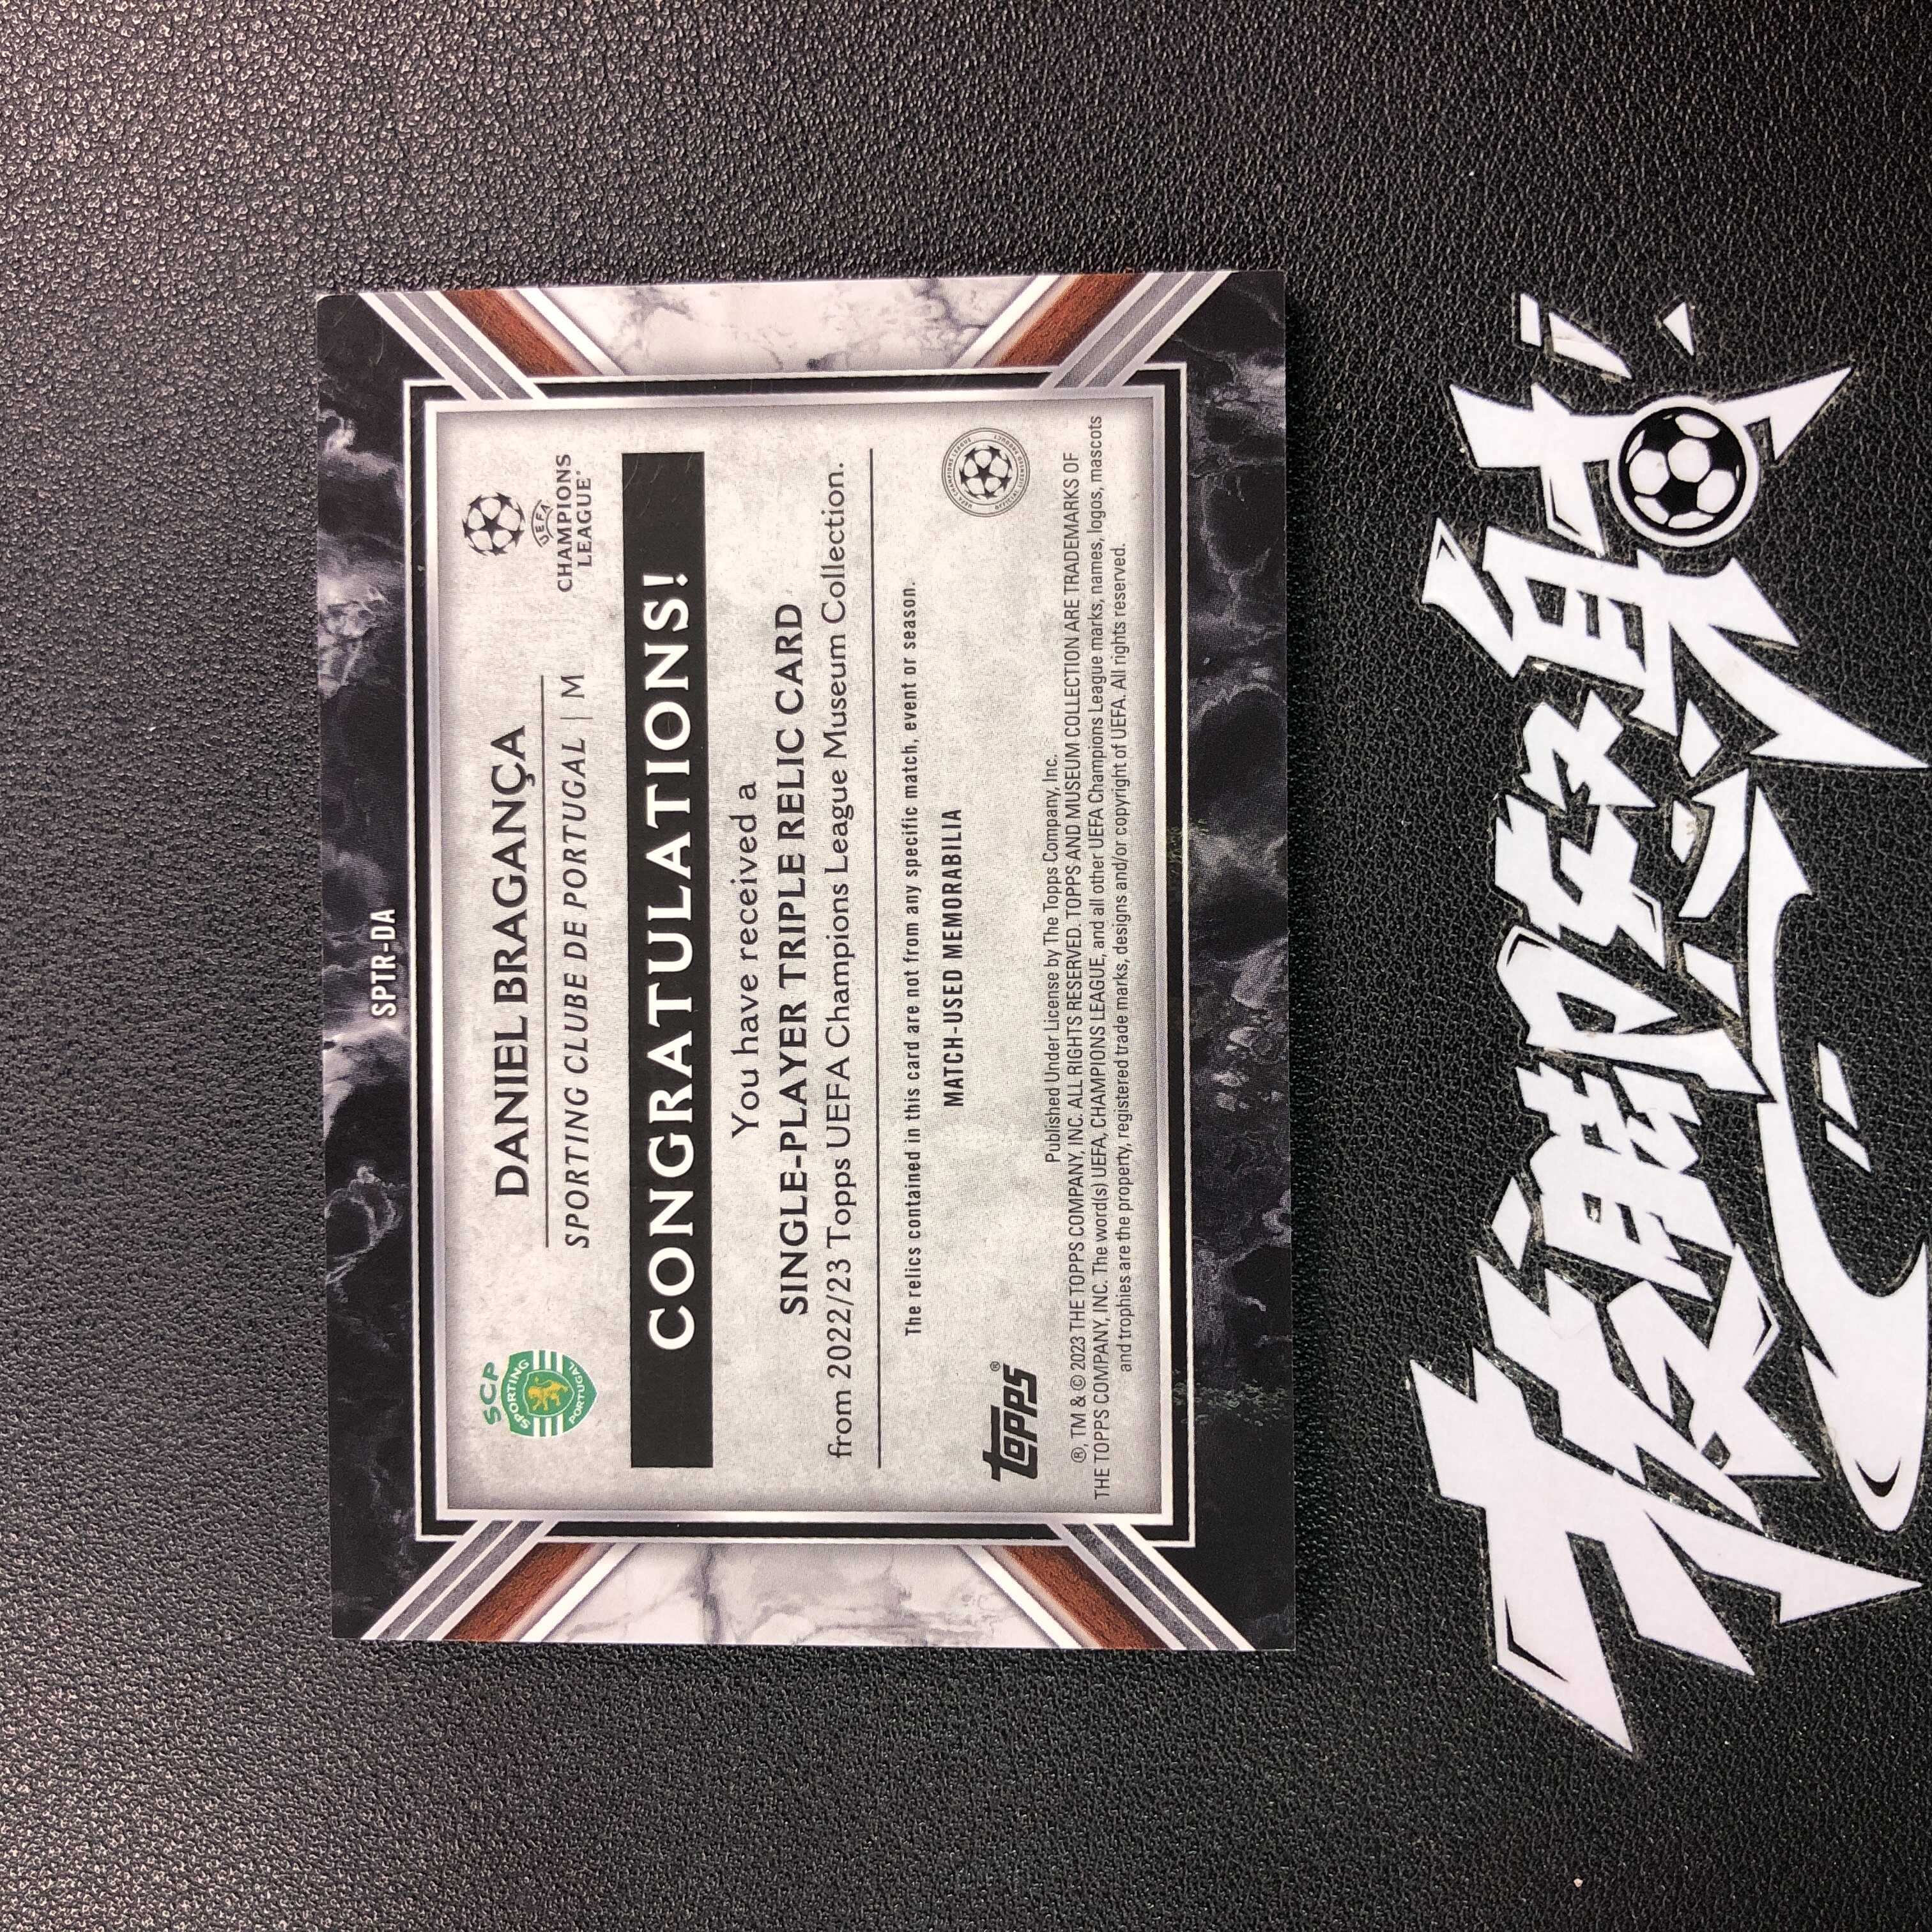 SPTR-DA
SCP
SPORTING
PORTUGAL
DANIEL BRAGANÇA
SPORTING CLUBE DE PORTUGAL | M
UEFA
CHAMPIONS
LEAGUE
CONGRATULATIONS!
You have received a
SINGLE-PLAYER TRIPLE RELIC CARD
from 2022/23 Topps UEFA Champions League Museum Collection.
The relics contained in this card are not from any specific match, event or season.
MATCH-USED MEMORABILIA
topps®
Published Under License by The Topps Company, Inc.
®, TM & © 2023 THE TOPPS COMPANY, INC. ALL RIGHTS RESERVED. TOPPS AND MUSEUM COLLECTION ARE TRADEMARKS OF
THE TOPPS COMPANY, INC. The word(s) UEFA, CHAMPIONS LEAGUE, and all other UEFA Champions League marks, names, logos, mascots
and trophies are the property, registered trade marks, designs and/or copyright of UEFA. All rights reserved.